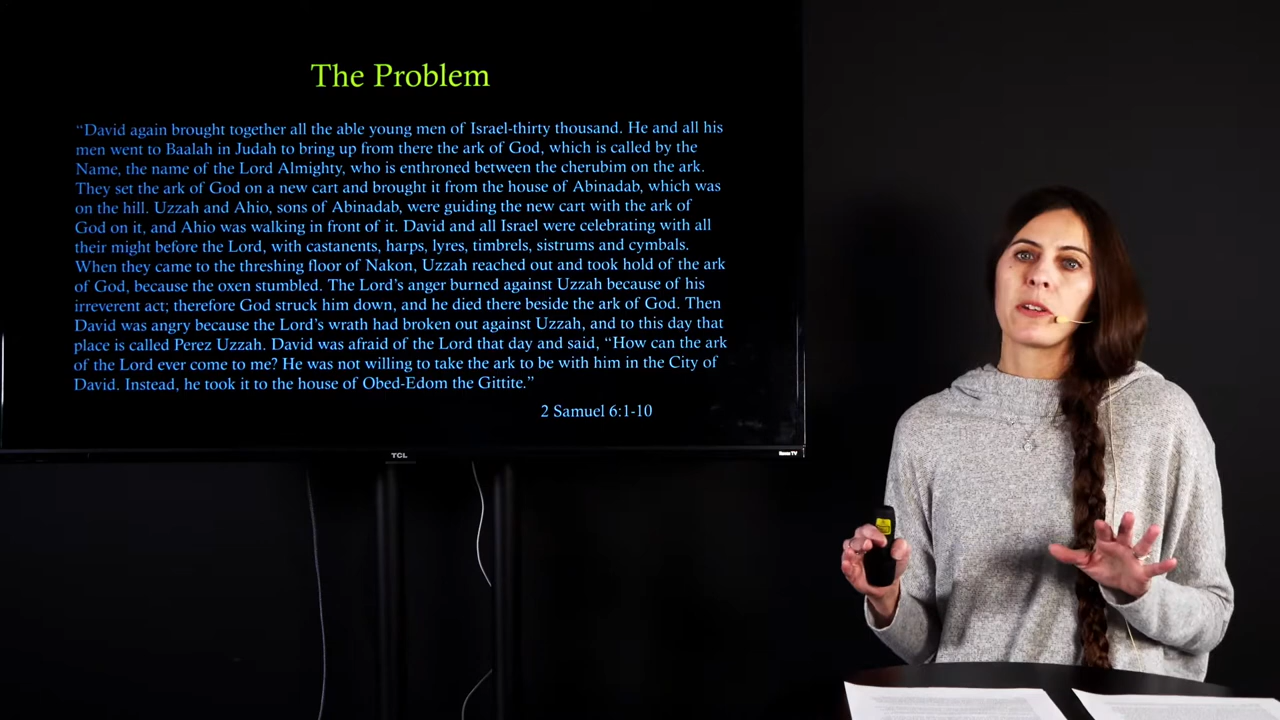 The Problem
“David again brought together all the able young men of Israel-thirty thousand. He and all his
men went to Baalah in Judah to bring up from there the ark of God, which is called by the
Name, the name of the Lord Almighty, who is enthroned between the cherubim on the ark.
They set the ark of God on a new cart and brought it from the house of Abinadab, which was
on the hill. Uzzah and Ahio, sons of Abinadab, were guiding the new cart with the ark of
God on it, and Ahio was walking in front of it. David and all Israel were celebrating with all
their might before the Lord, with castanents, harps, lyres, timbrels, sistrums and cymbals.
When they came to the threshing floor of Nakon, Uzzah reached out and took hold of the ark
of God, because the oxen stumbled. The Lord’s anger burned against Uzzah because of his
irreverent act; therefore God struck him down, and he died there beside the ark of God. Then
David was angry because the Lord’s wrath had broken out against Uzzah, and to this day that
place is called Perez Uzzah. David was afraid of the Lord that day and said, “How can the ark
of the Lord ever come to me? He was not willing to take the ark to be with him in the City of
David. Instead, he took it to the house of Obed-Edom the Gittite.”
2 Samuel 6:1-10
TCL
Roku TV